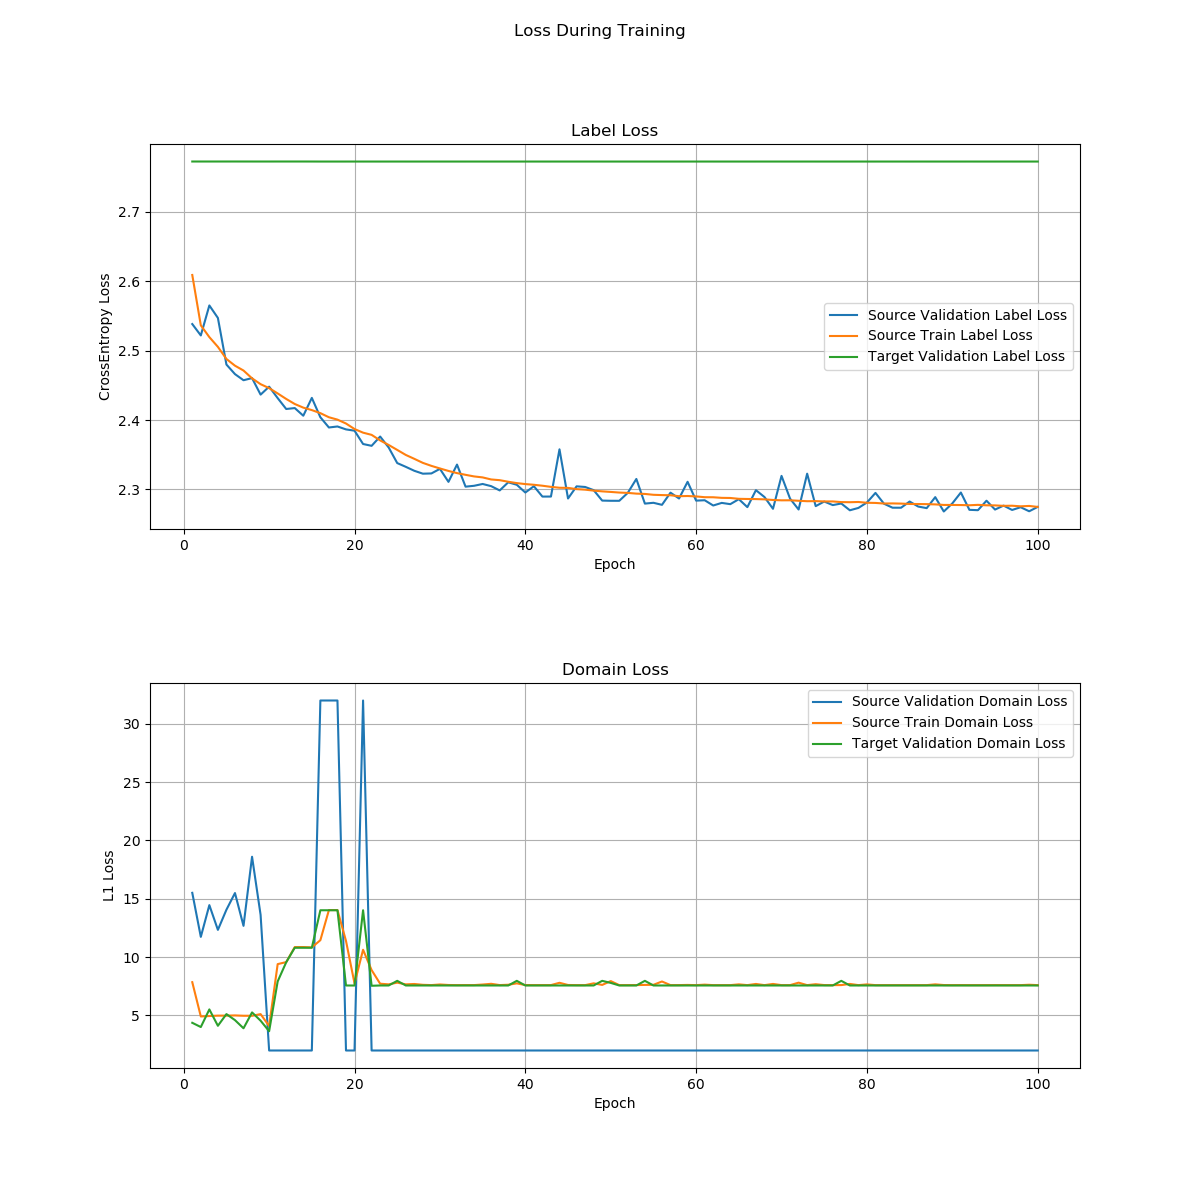 Loss During Training
Label Loss
CrossEntropy Loss
2.7
2.6
2.5
2.4
2.3
Source Validation Label Loss
Source Train Label Loss
Target Validation Label Loss
0 20 40 60 80 100
Epoch
Domain Loss
L1 Loss
30
25
20
15
10
5
Source Validation Domain Loss
Source Train Domain Loss
Target Validation Domain Loss
0 20 40 60 80 100
Epoch